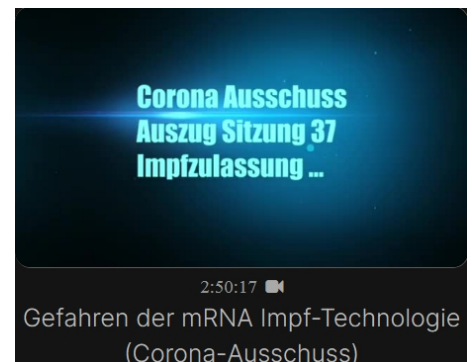 Corona Ausschuss
Auszug Sitzung 37
Impfzulassung ...
2:50:17
Gefahren der mRNA Impf-Technologie
(Corona-Ausschuss)